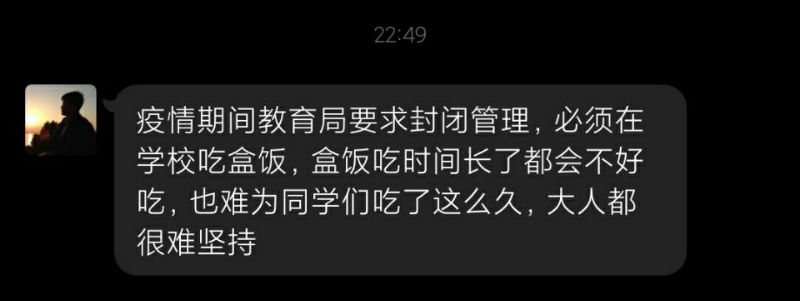 22:49
疫情期间教育局要求封闭管理，必须在
学校吃盒饭，盒饭吃时间长了都会不好
吃，也难为同学们吃了这么久，大人都
很难坚持